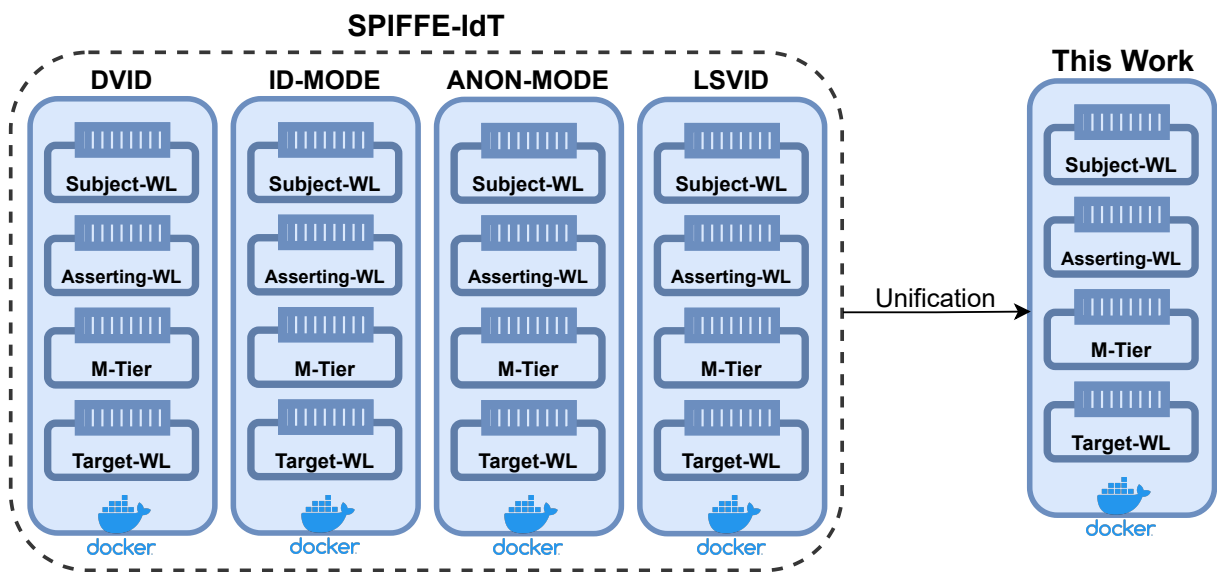 SPIFFE-IdT
DVID
Subject-WL
Asserting-WL
M-Tier
Target-WL
docker
ID-MODE
Subject-WL
Asserting-WL
M-Tier
Target-WL
docker
ANON-MODE
Subject-WL
Asserting-WL
M-Tier
Target-WL
docker
LSVID
Subject-WL
Asserting-WL
M-Tier
Target-WL
docker
Unification
This Work
Subject-WL
Asserting-WL
M-Tier
Target-WL
docker